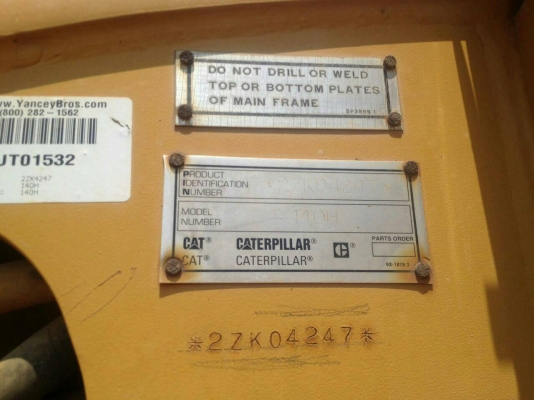 DO NOT DRILL OR WELD
TOP OR BOTTOM PLATES
OF MAIN FRAME
www.YanceyBros.com
(800) 282-1562
UT01532
2ZK4247
140H
140H
PRODUCT
IDENTIFICATION
NUMBER
MODEL
NUMBER
140H
CAT® CATERPILLAR® C®
PARTS ORDER
CAT® CATERPILLAR®
*2ZK04247*